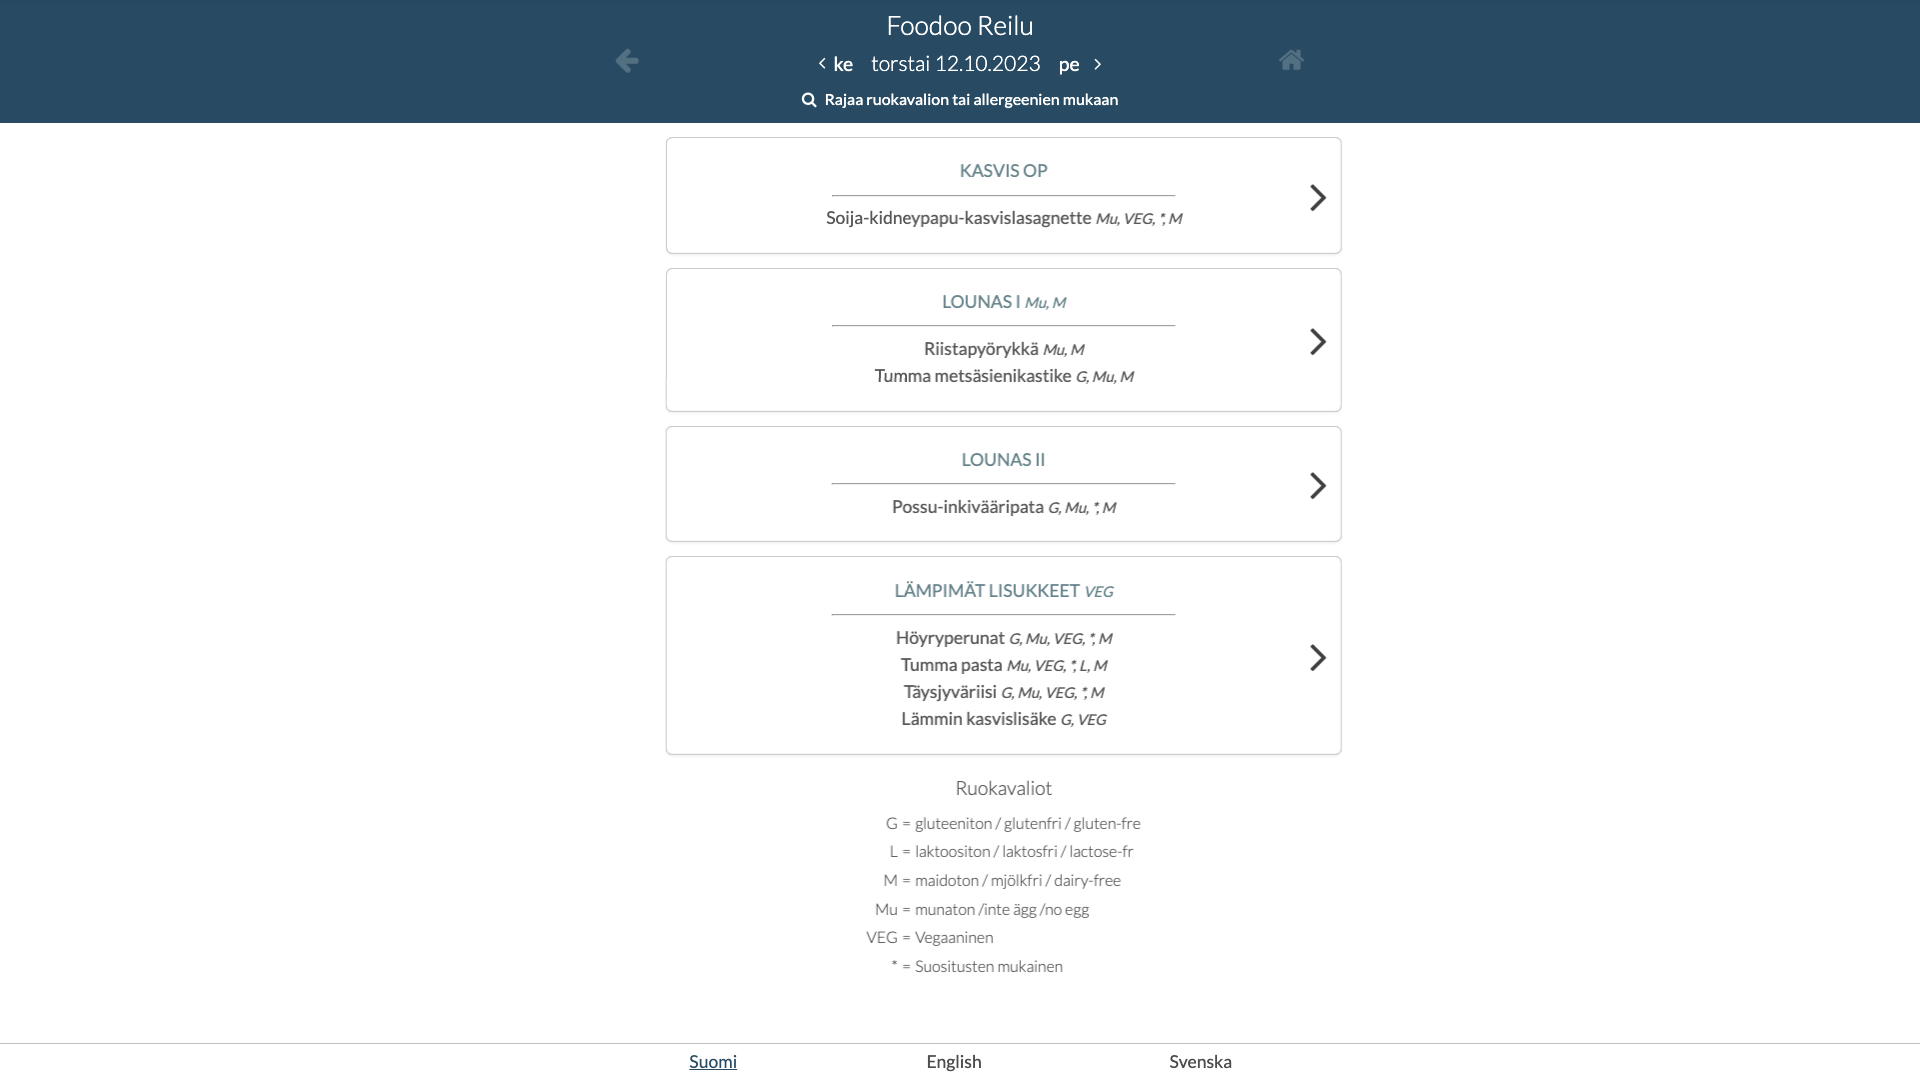 Foodoo Reilu
ke torstai 12.10.2023 pe
Rajaa ruokavalion tai allergeenien mukaan
KASVIS OP
Soija-kidneypapu-kasvislasagnette Mu, VEG, *, M
LOUNAS I Mu, M
Riistapyörykkä Mu, M
Tumma metsäsienikastike G, Mu, M
LOUNAS II
Possu-inkivääripata G, Mu, *, M
LÄMPIMÄT LISUKKEET VEG
Höyryperunat G, Mu, VEG, *, M
Tumma pasta Mu, VEG, *, L, M
Täysjyväriisi G, Mu, VEG, *, M
Lämmin kasvislisäke G, VEG
Ruokavaliot
G = gluteeniton / glutenfri / gluten-fre
L = laktoositon / laktosfri / lactose-fr
M = maidoton / mjölkfri / dairy-free
Mu = munaton /inte ägg /no egg
VEG = Vegaaninen
* = Suositusten mukainen
Suomi English Svenska